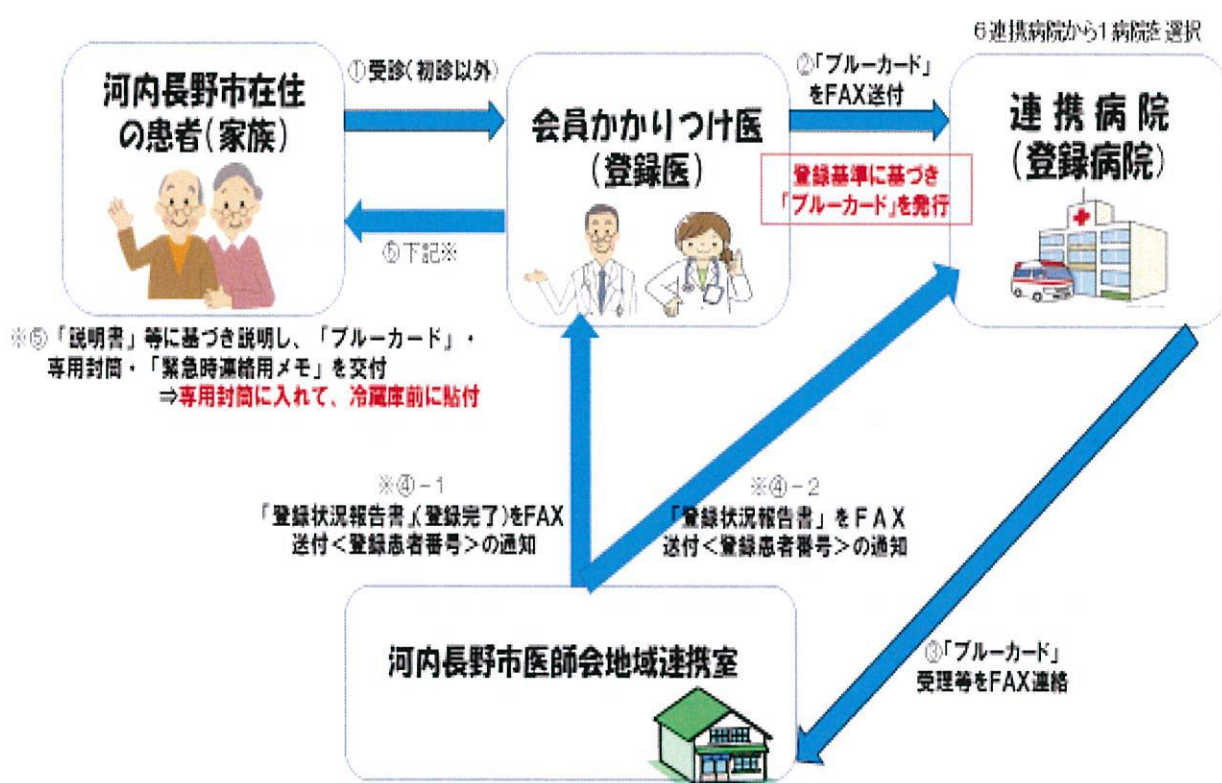 6連携病院から1病院を選択
河内長野市在住
の患者(家族)
①受診(初診以外)
会員かかりつけ医
(登録医)
②「ブルーカード」
をFAX送付
登録基準に基づき
「ブルーカード」を発行
連携病院
(登録病院)
⑤下記※
※⑤「説明書」等に基づき説明し、「ブルーカード」・
専用封筒・「緊急時連絡用メモ」を交付
⇒専用封筒に入れて、冷蔵庫前に貼付
※④-1
「登録状況報告書」(登録完了)をFAX
送付<登録患者番号>の通知
※④-2
「登録状況報告書」をFAX
送付<登録患者番号>の通知
③「ブルーカード」
受理等をFAX連絡
河内長野市医師会地域連携室